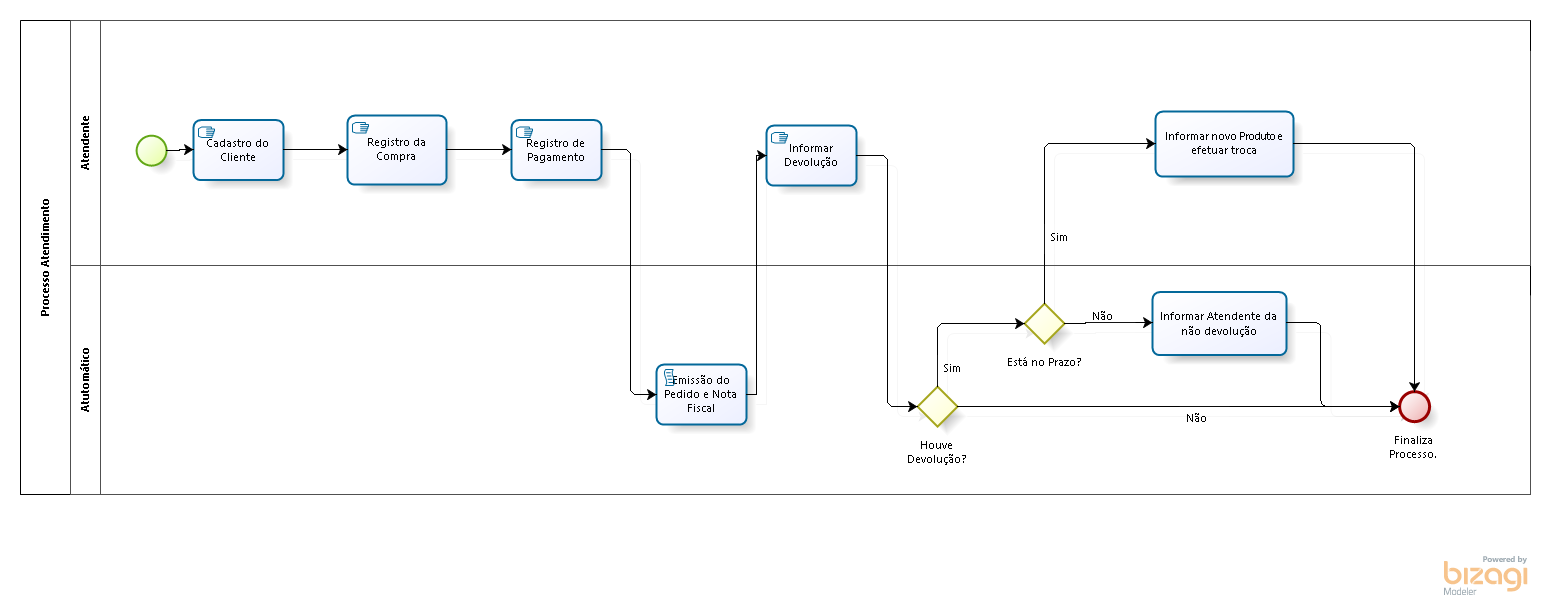 Processo Atendimento
Atendente
Cadastro do
Cliente
Registro da
Compra
Registro de
Pagamento
Informar
Devolução
Informar novo Produto e
efetuar troca
Sim
Atutomático
Emissão do
Pedido e Nota
Fiscal
Houve
Devolução?
Sim
Está no Prazo?
Não
Informar Atendente da
não devolução
Não
Finaliza
Processo.
Powered by
bizagi
Modeler